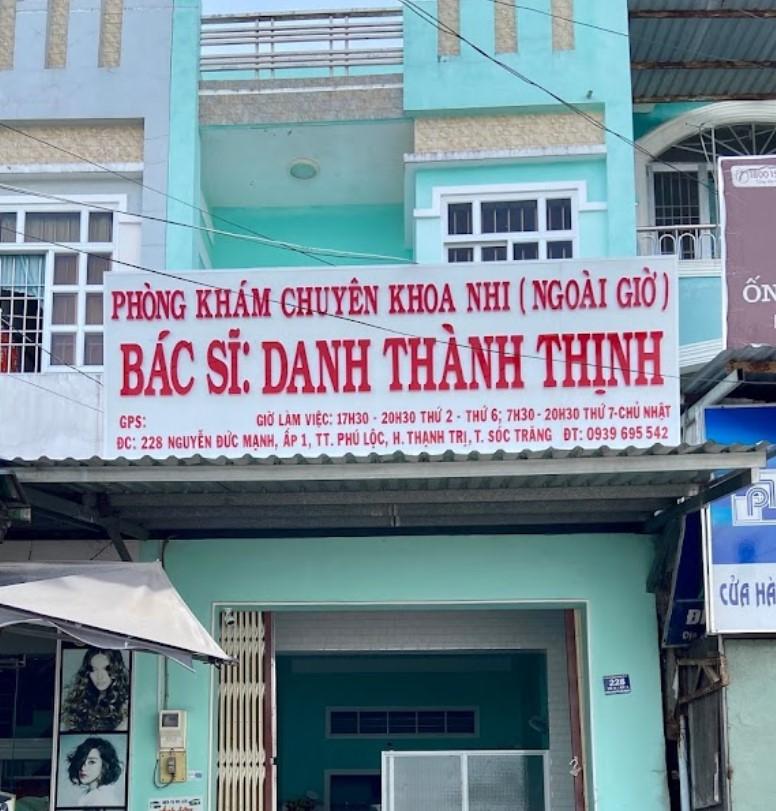 PHÒNG KHÁM CHUYÊN KHOA NHI ( NGOÀI GIỜ )
BÁC SĨ: DANH THÀNH THỊNH
GPS: GIỜ LÀM VIỆC: 17H30 - 20H30 THỨ 2 - THỨ 6; 7H30 - 20H30 THỨ 7-CHỦ NHẬT
ĐC: 228 NGUYỄN ĐỨC MẠNH, ẤP 1, TT. PHÚ LỘC, H. THẠNH TRỊ, T. SÓC TRĂNG ĐT: 0939 695 542
ỐN
CỬA HÀ
228